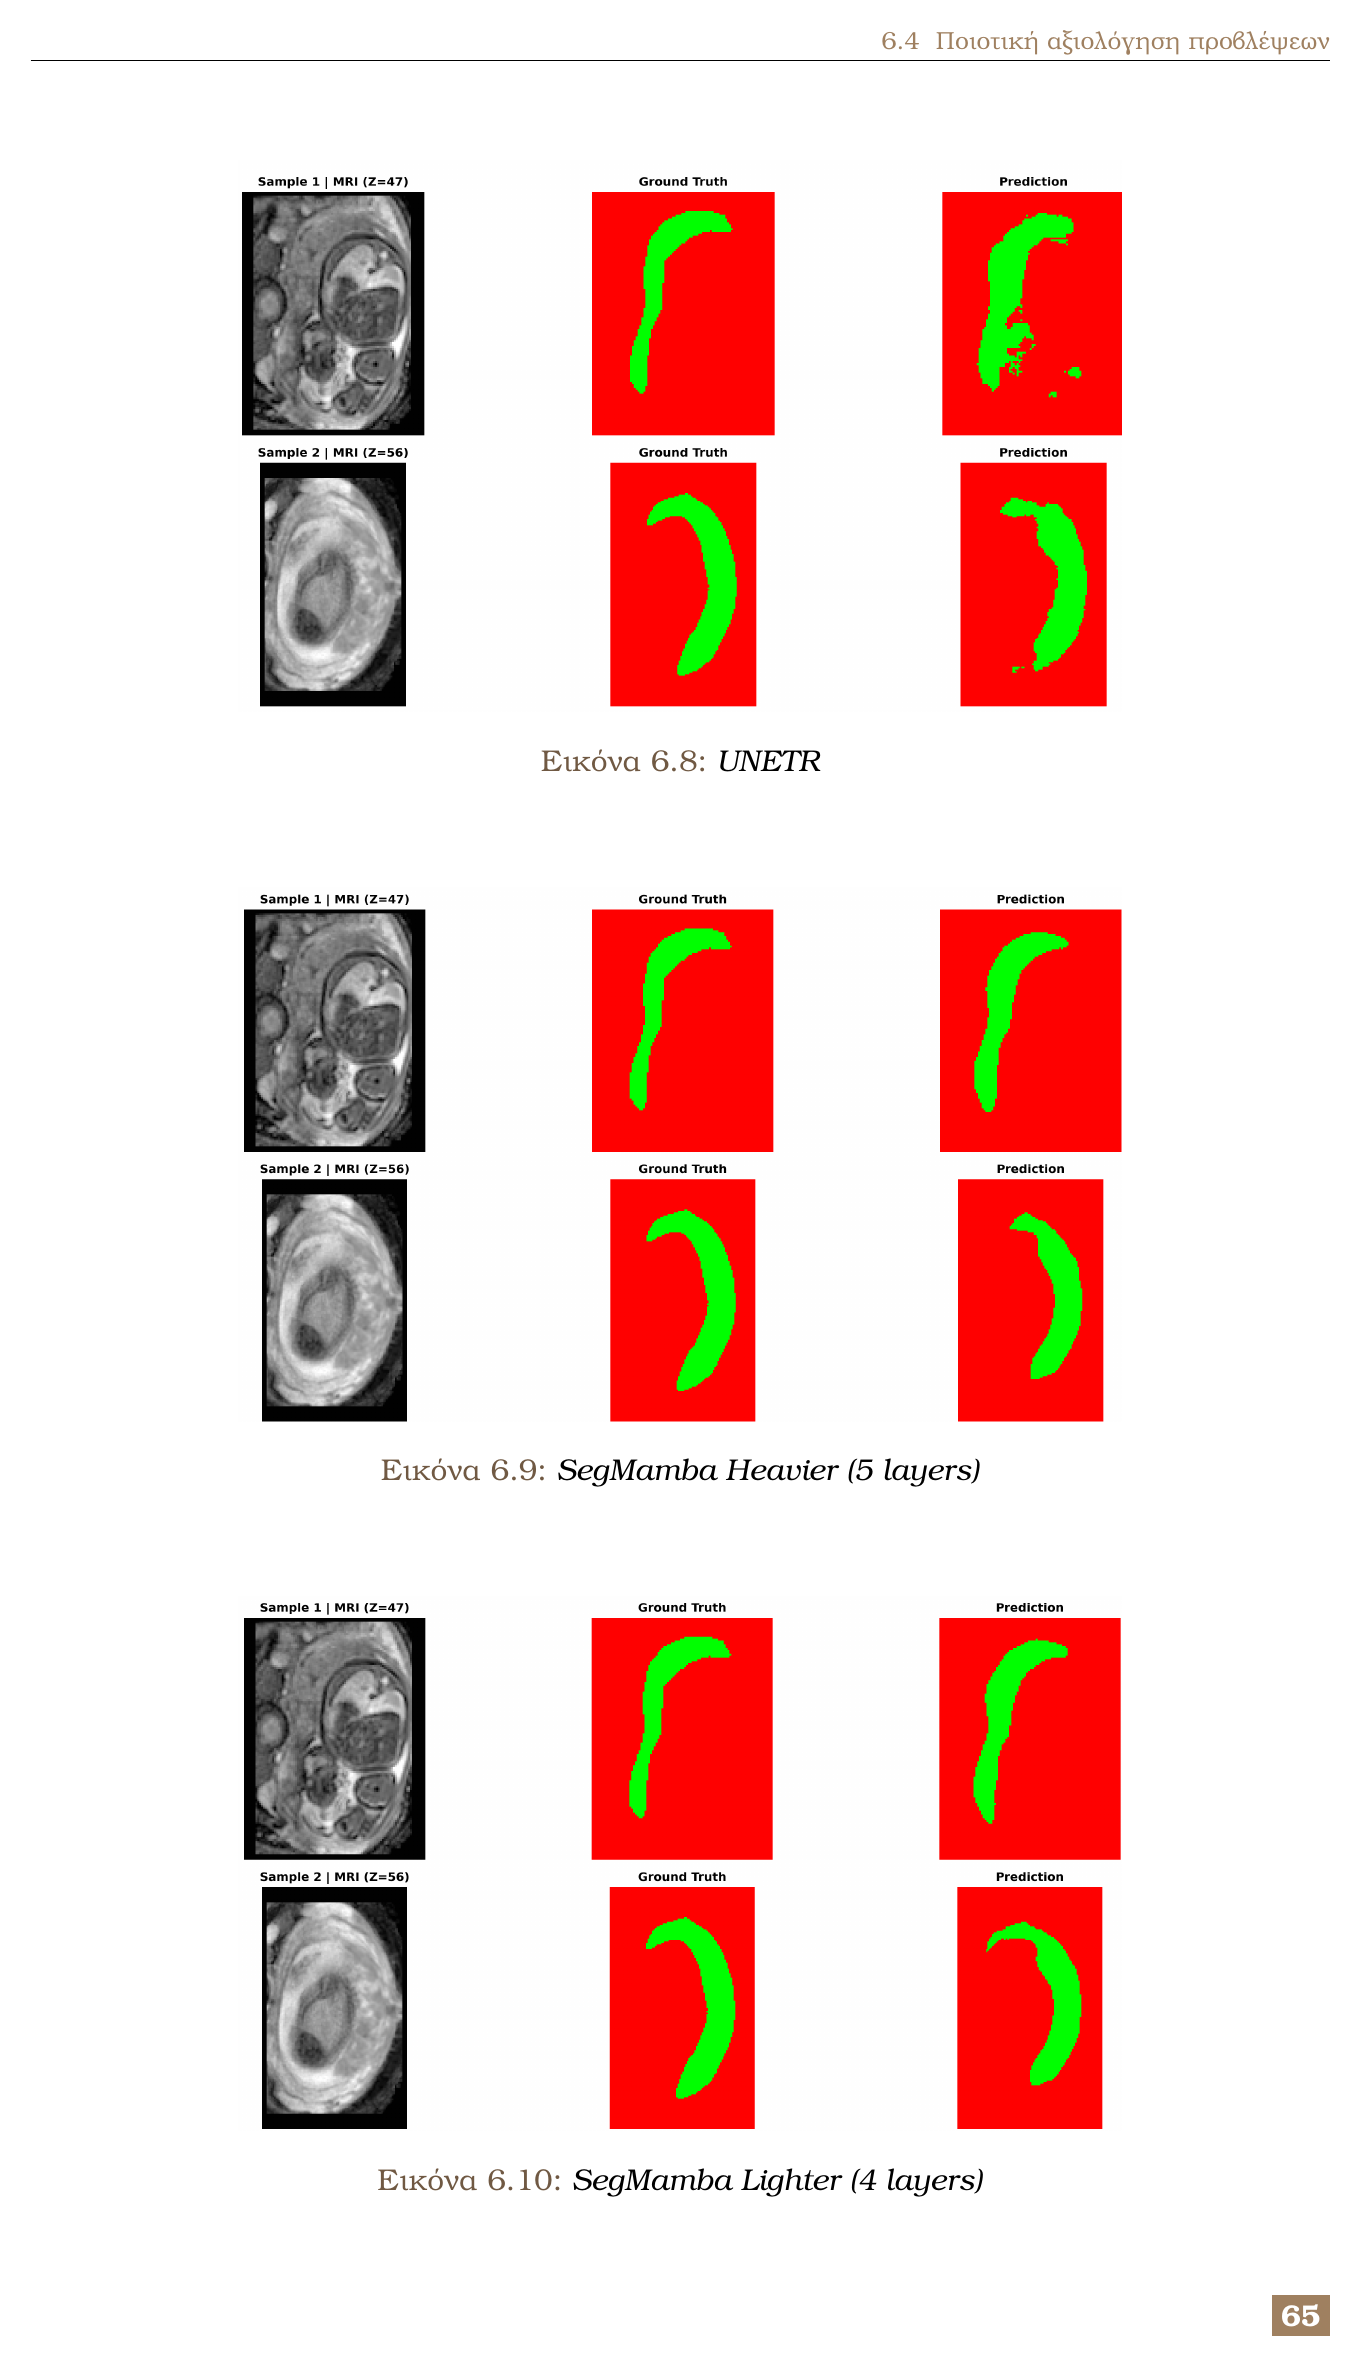 6.4 Ποιοτική αξιολόγηση προβλέψεων
Sample 1 | MRI (Z=47) Ground Truth Prediction
Sample 2 | MRI (Z=56) Ground Truth Prediction
Εικόνα 6.8: UNETR
Sample 1 | MRI (Z=47) Ground Truth Prediction
Sample 2 | MRI (Z=56) Ground Truth Prediction
Εικόνα 6.9: SegMamba Heavier (5 layers)
Sample 1 | MRI (Z=47) Ground Truth Prediction
Sample 2 | MRI (Z=56) Ground Truth Prediction
Εικόνα 6.10: SegMamba Lighter (4 layers)
65